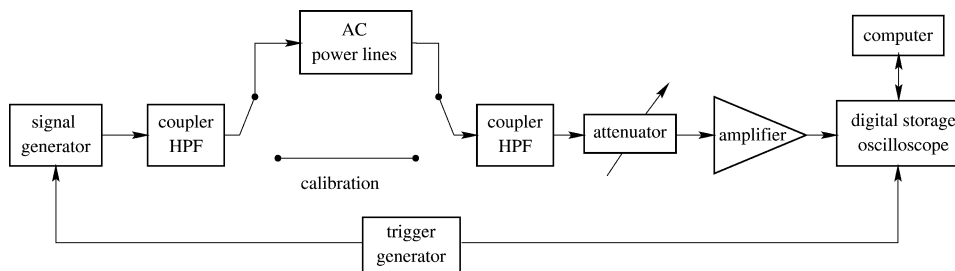 AC
power lines
computer
signal
generator
coupler
HPF
coupler
HPF
attenuator
amplifier
digital storage
oscilloscope
calibration
trigger
generator